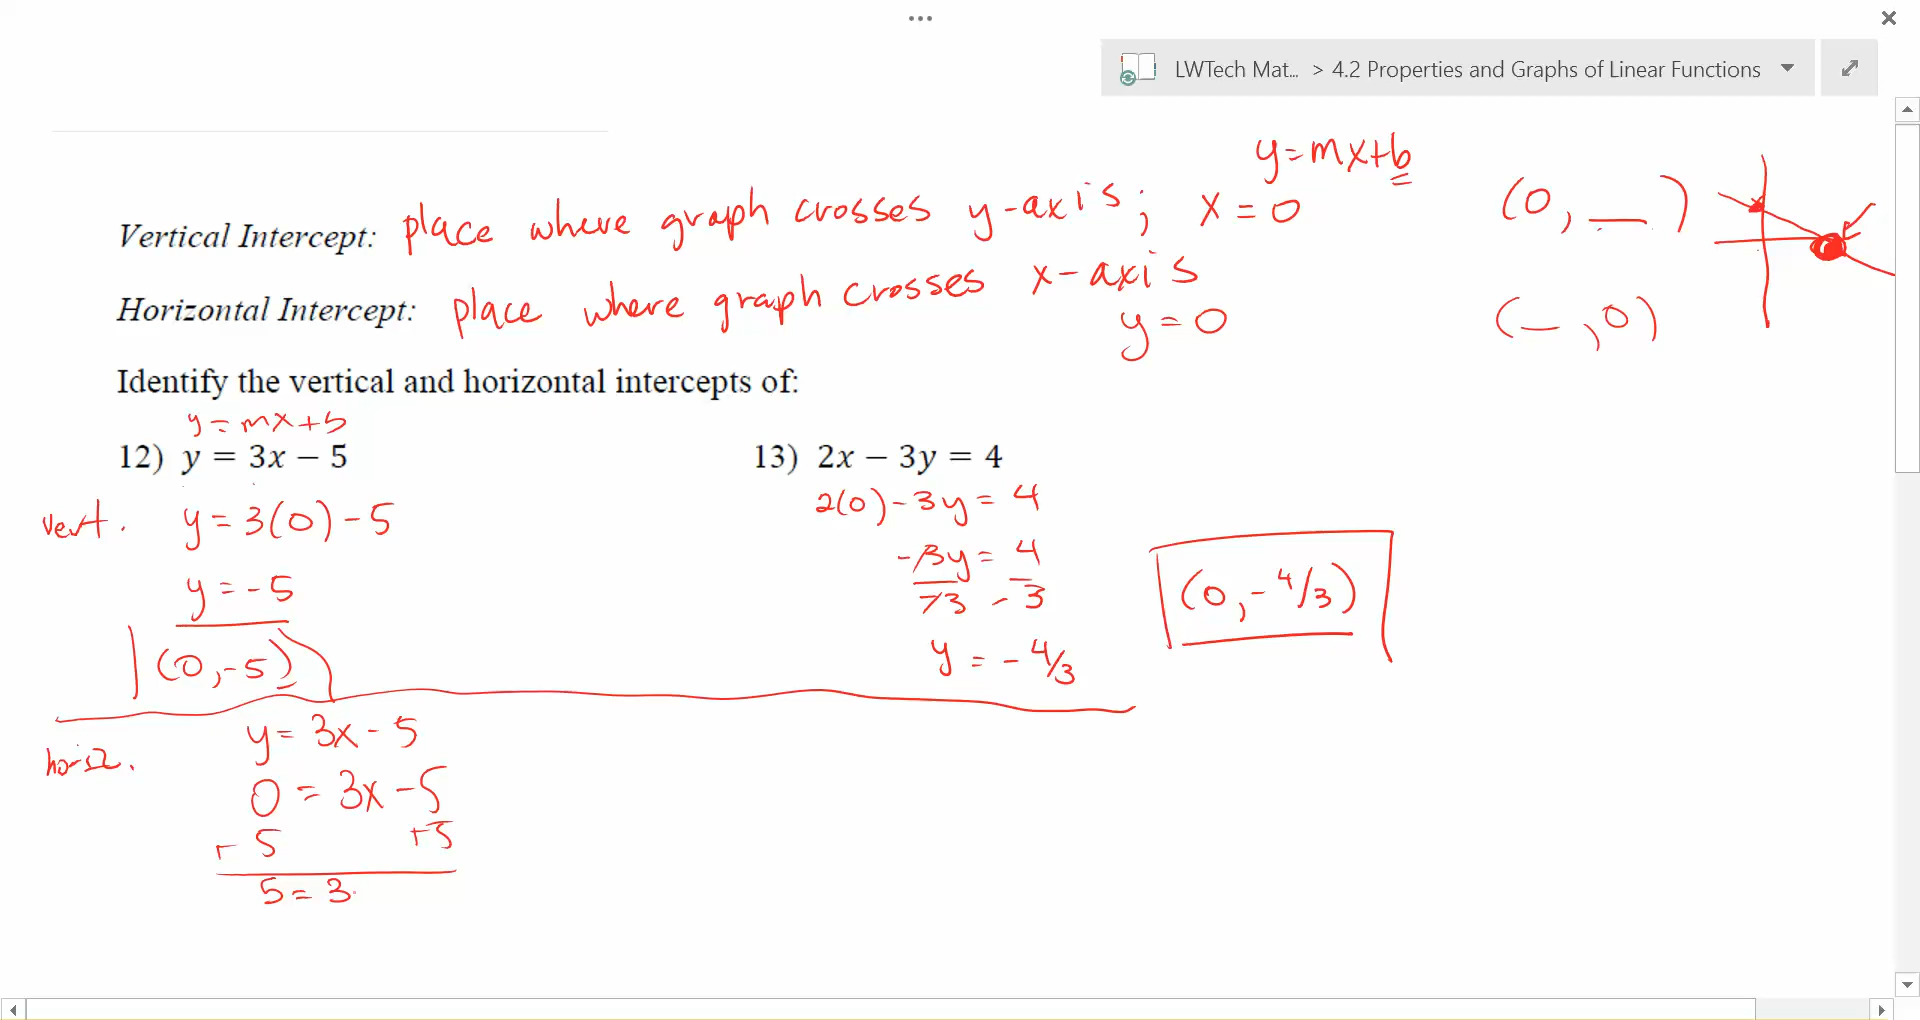 LWTech Mat... > 4.2 Properties and Graphs of Linear Functions
y=mx+b
Vertical Intercept: place where graph crosses y-axis; x=0 (0, __)
Horizontal Intercept: place where graph crosses x-axis
y=0 (_ ,0)
Identify the vertical and horizontal intercepts of:
y=mx+b
12) y = 3x − 5
vert. y=3(0)-5
y=-5
(0,-5)
13) 2x − 3y = 4
2(0)-3y=4
-3y=4
-3 -3
y=-4/3
(0,-4/3)
horiz. y=3x-5
0=3x-5
+5 +5
5=3